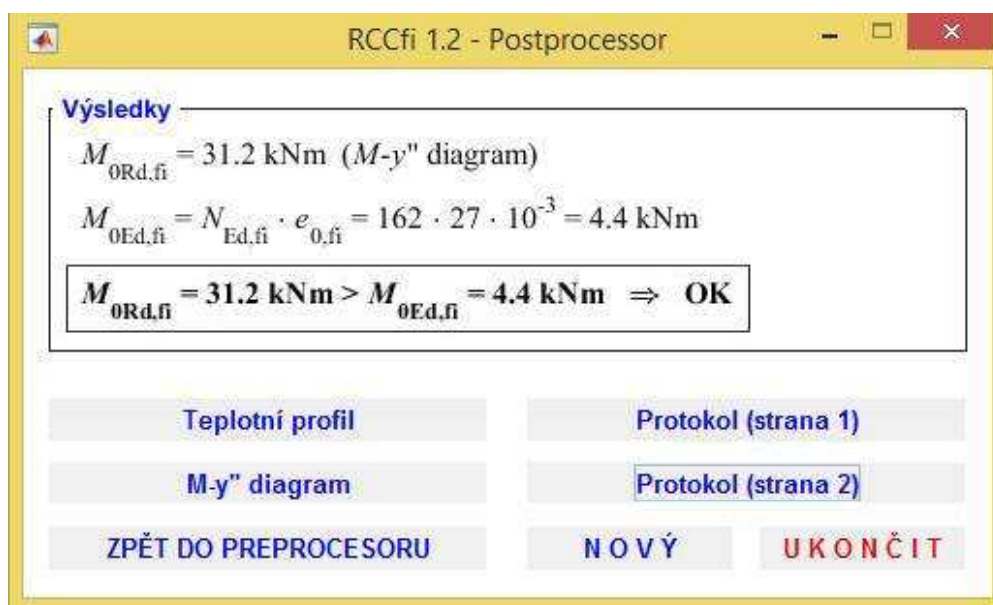 RCCfi 1.2 - Postprocessor
Výsledky
M0Rd,fi = 31.2 kNm (M-y" diagram)
M0Ed,fi = NEd,fi · e0,fi = 162 · 27 · 10-3 = 4.4 kNm
M0Rd,fi = 31.2 kNm > M0Ed,fi = 4.4 kNm ⇒ OK
Teplotní profil
Protokol (strana 1)
M-y" diagram
Protokol (strana 2)
ZPĚT DO PREPROCESORU
NOVÝ
UKONČIT